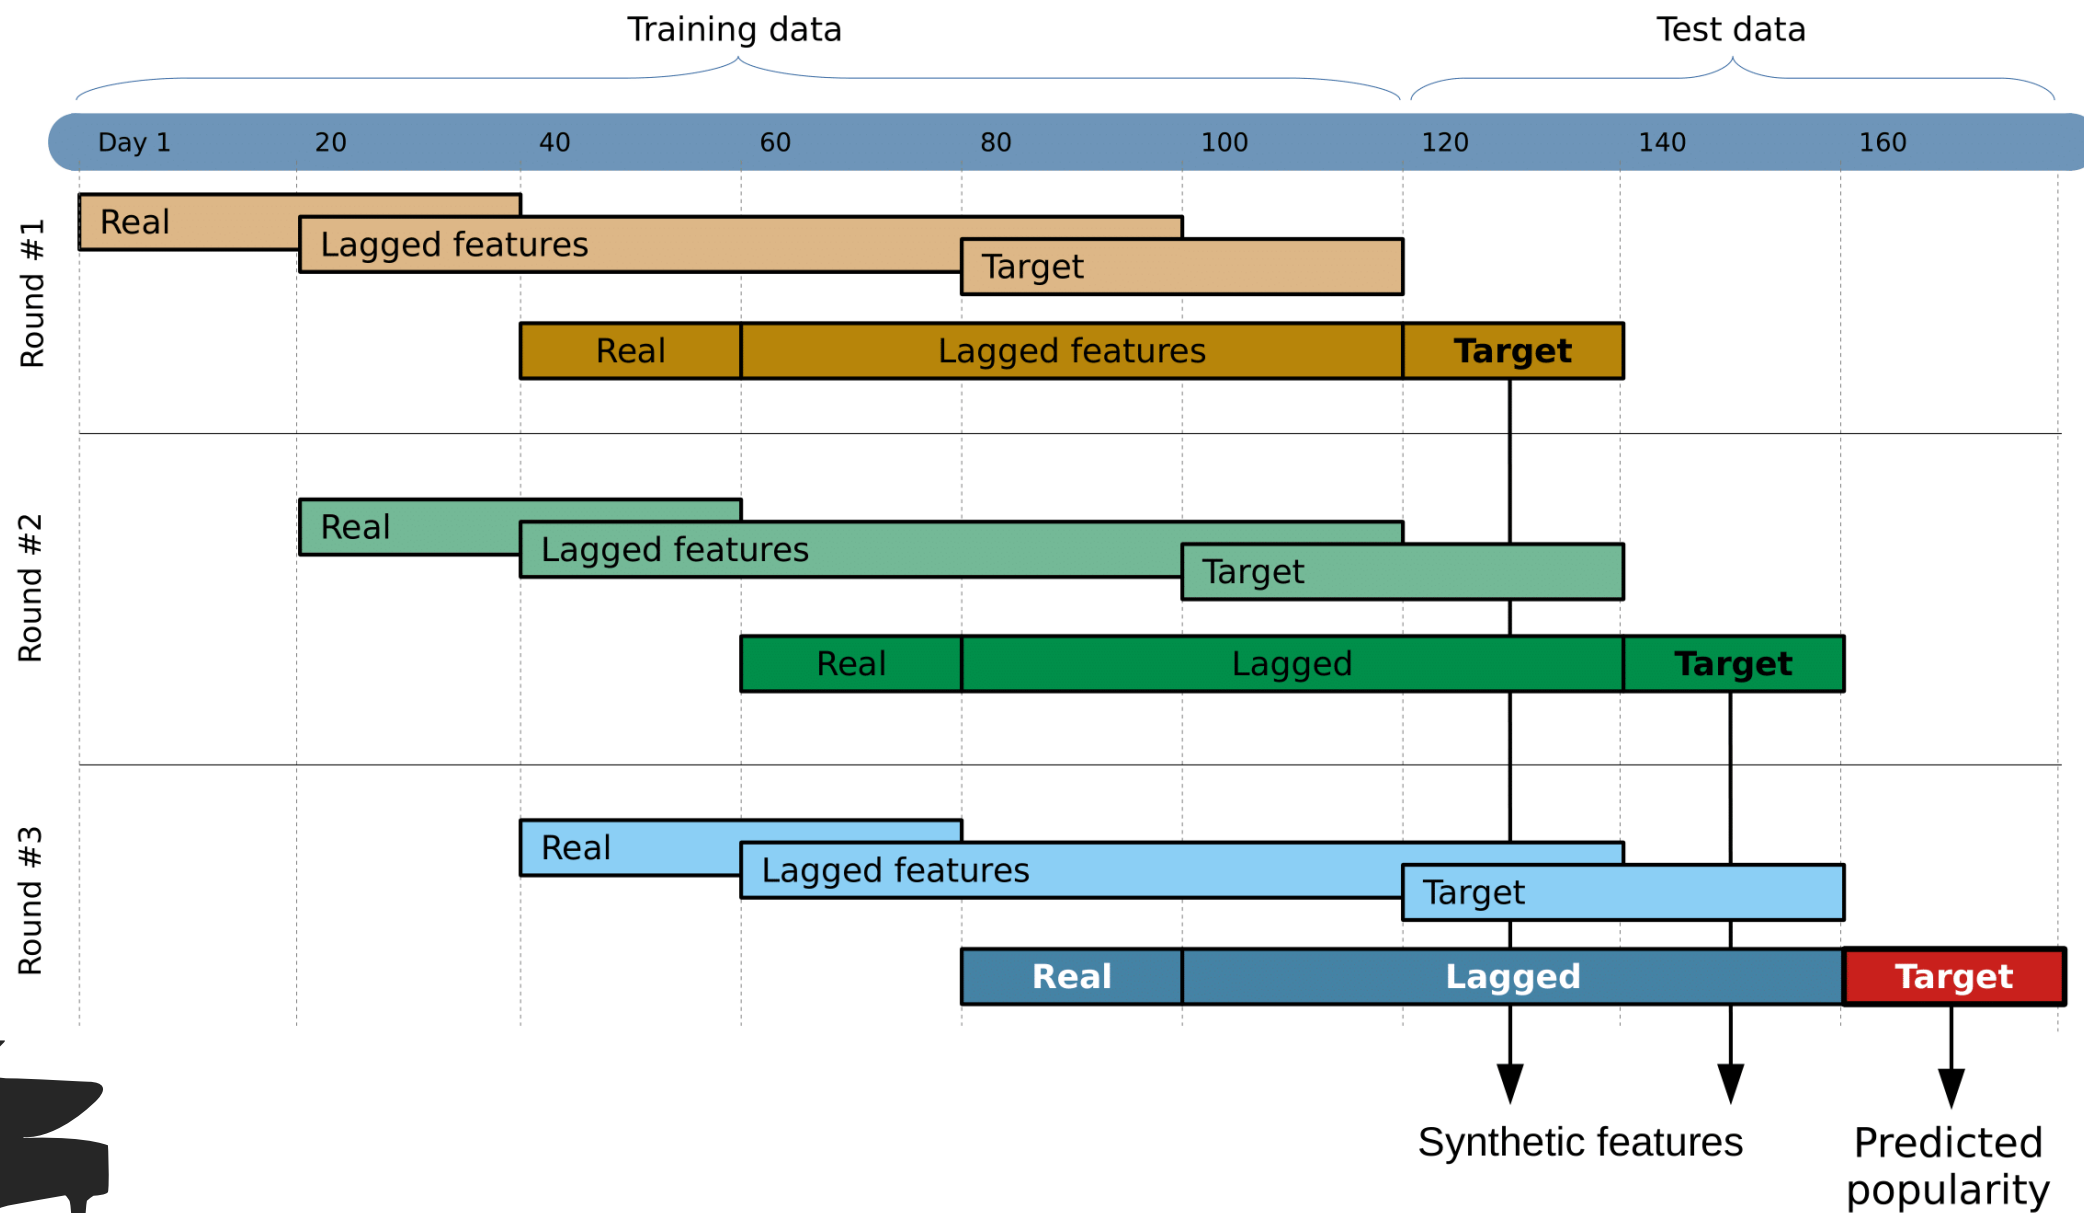 Training data Test data
Day 1 20 40 60 80 100 120 140 160
Round #1
Real
Lagged features
Target
Real Lagged features Target
Round #2
Real
Lagged features
Target
Real Lagged Target
Round #3
Real
Lagged features
Target
Real Lagged Target
Synthetic features
Predicted
popularity